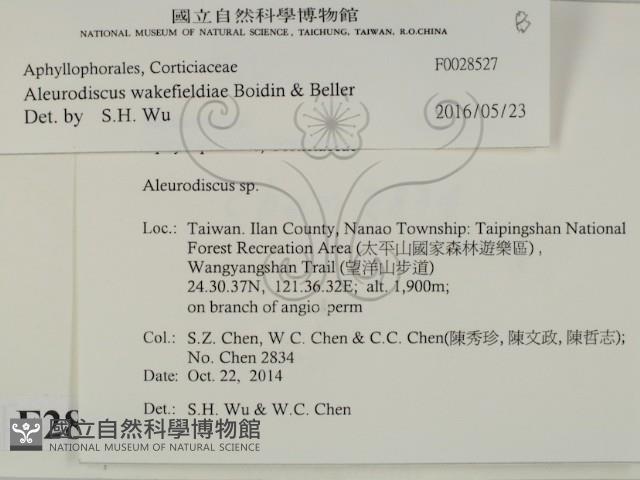 國立自然科學博物館
NATIONAL MUSEUM OF NATURAL SCIENCE, TAICHUNG, TAIWAN, R.O.CHINA
B
Aphyllophorales, Corticiaceae F0028527
Aleurodiscus wakefieldiae Boidin & Beller
Det. by S.H. Wu 2016/05/23
Aleurodiscus sp.
Loc.: Taiwan. Ilan County, Nanao Township: Taipingshan National
Forest Recreation Area (太平山國家森林遊樂區),
Wangyangshan Trail (望洋山步道)
24.30.37N, 121.36.32E; alt. 1,900m;
on branch of angio perm
Col.: S.Z. Chen, W C. Chen & C.C. Chen(陳秀珍, 陳文政, 陳哲志);
No. Chen 2834
Date: Oct. 22, 2014
Det.: S.H. Wu & W.C. Chen
F28
國立自然科學博物館
NATIONAL MUSEUM OF NATURAL SCIENCE